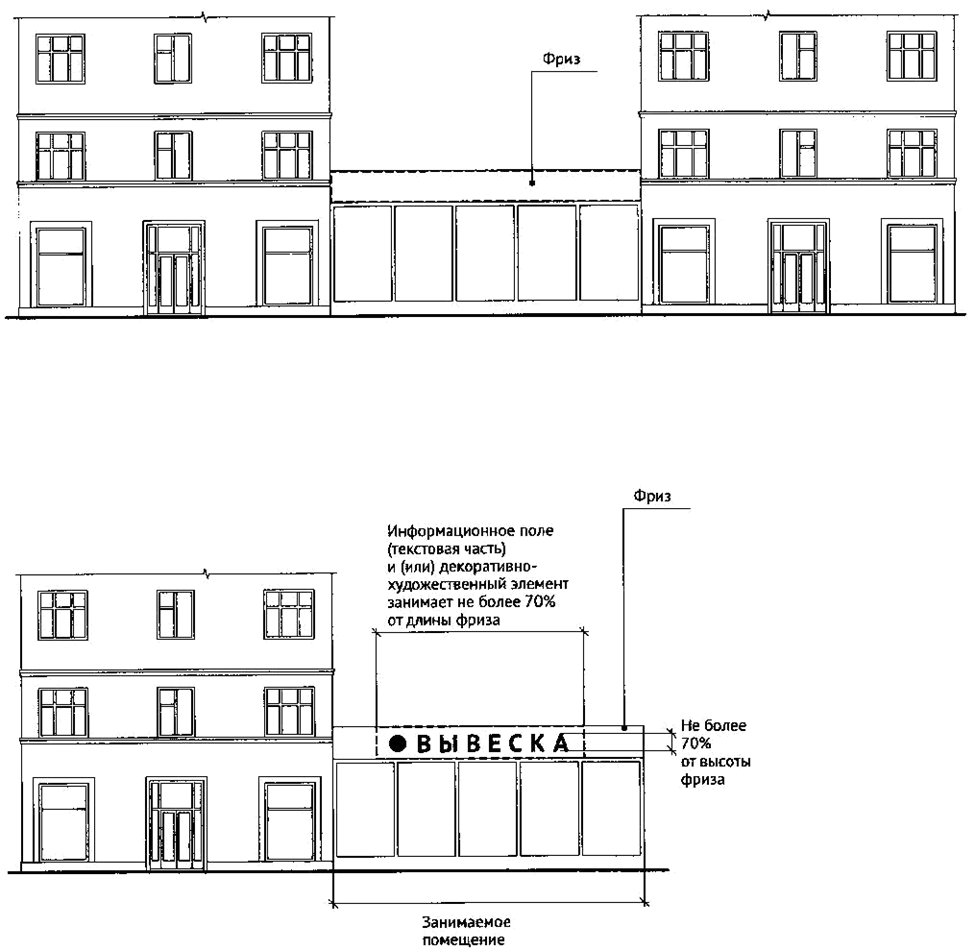 Фриз
Фриз
Информационное поле
(текстовая часть)
и (или) декоративно-
художественный элемент
занимает не более 70%
от длины фриза
ВЫВЕСКА
Не более
70%
от высоты
фриза
Занимаемое
помещение